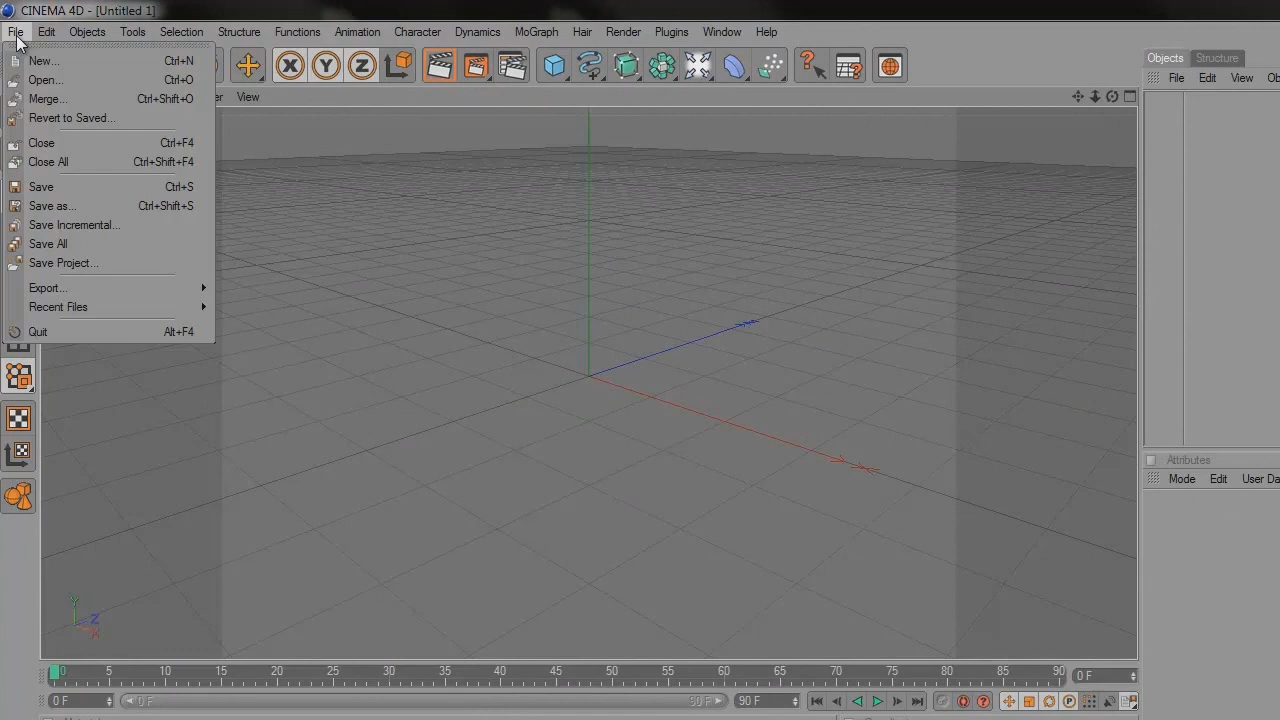 CINEMA 4D - [Untitled 1]
File Edit Objects Tools Selection Structure Functions Animation Character Dynamics MoGraph Hair Render Plugins Window Help
X Y Z
Objects Structure
File Edit View Ob
View
New... Ctrl+N
Open... Ctrl+O
Merge... Ctrl+Shift+O
Revert to Saved...
Close Ctrl+F4
Close All Ctrl+Shift+F4
Save Ctrl+S
Save as... Ctrl+Shift+S
Save Incremental...
Save All
Save Project...
Export...
Recent Files
Quit Alt+F4
Attributes
Mode Edit User Da
Y
Z
X
0 5 10 15 20 25 30 35 40 45 50 55 60 65 70 75 80 85 90 0 F
0 F 0 F 90 F 90 F P